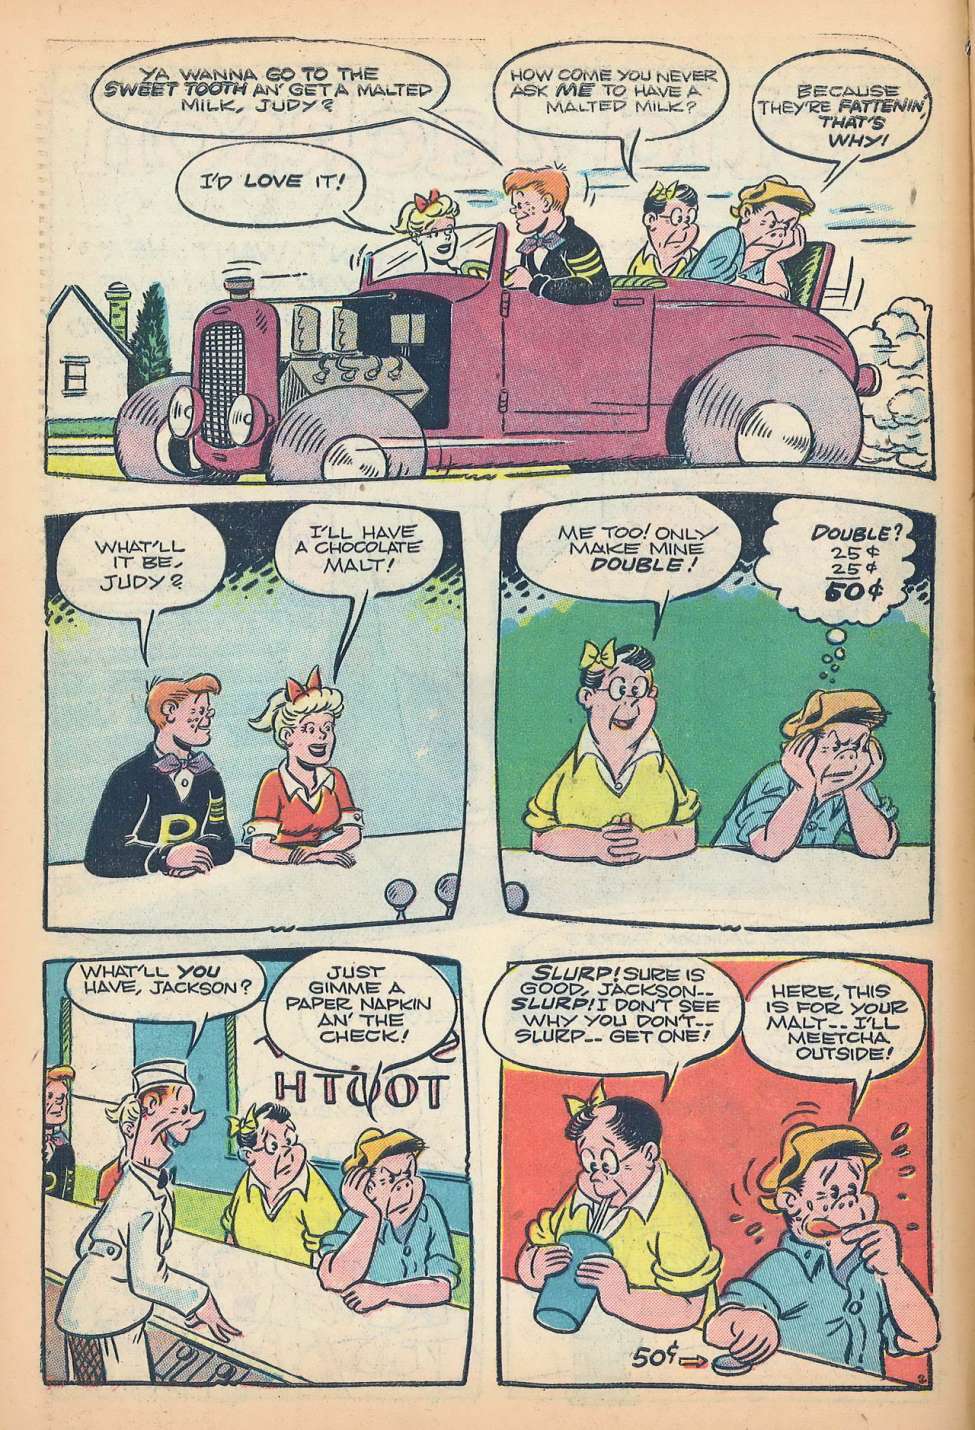 YA WANNA GO TO THE
SWEET TOOTH AN' GET A MALTED
MILK, JUDY?
I'D LOVE IT!
HOW COME YOU NEVER
ASK ME TO HAVE A
MALTED MILK?
BECAUSE
THEY'RE FATTENIN',
THAT'S
WHY!
WHAT'LL
IT BE,
JUDY?
I'LL HAVE
A CHOCOLATE
MALT!
P
ME TOO! ONLY
MAKE MINE
DOUBLE!
DOUBLE?
25¢
25¢
50¢
WHAT'LL YOU
HAVE, JACKSON?
JUST
GIMME A
PAPER NAPKIN
AN' THE
CHECK!
HTOOT
SLURP! SURE IS
GOOD, JACKSON--
SLURP! I DON'T SEE
WHY YOU DON'T--
SLURP-- GET ONE!
HERE, THIS
IS FOR YOUR
MALT-- I'LL
MEETCHA
OUTSIDE!
50¢